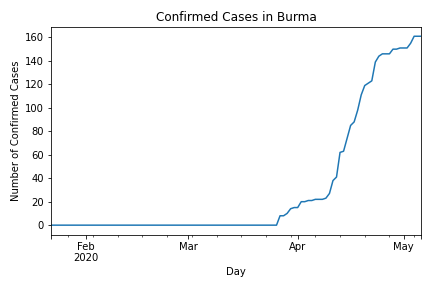 Confirmed Cases in Burma
Number of Confirmed Cases
160
140
120
100
80
60
40
20
0
Feb
2020
Mar
Apr
May
Day